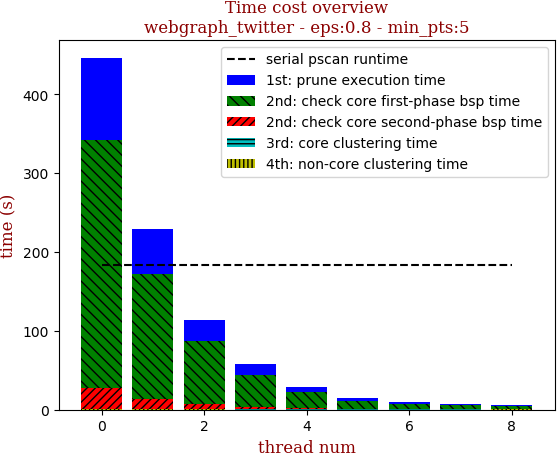 Time cost overview
webgraph_twitter - eps:0.8 - min_pts:5
serial pscan runtime
1st: prune execution time
2nd: check core first-phase bsp time
2nd: check core second-phase bsp time
3rd: core clustering time
4th: non-core clustering time
time (s)
400
300
200
100
0
0 2 4 6 8
thread num